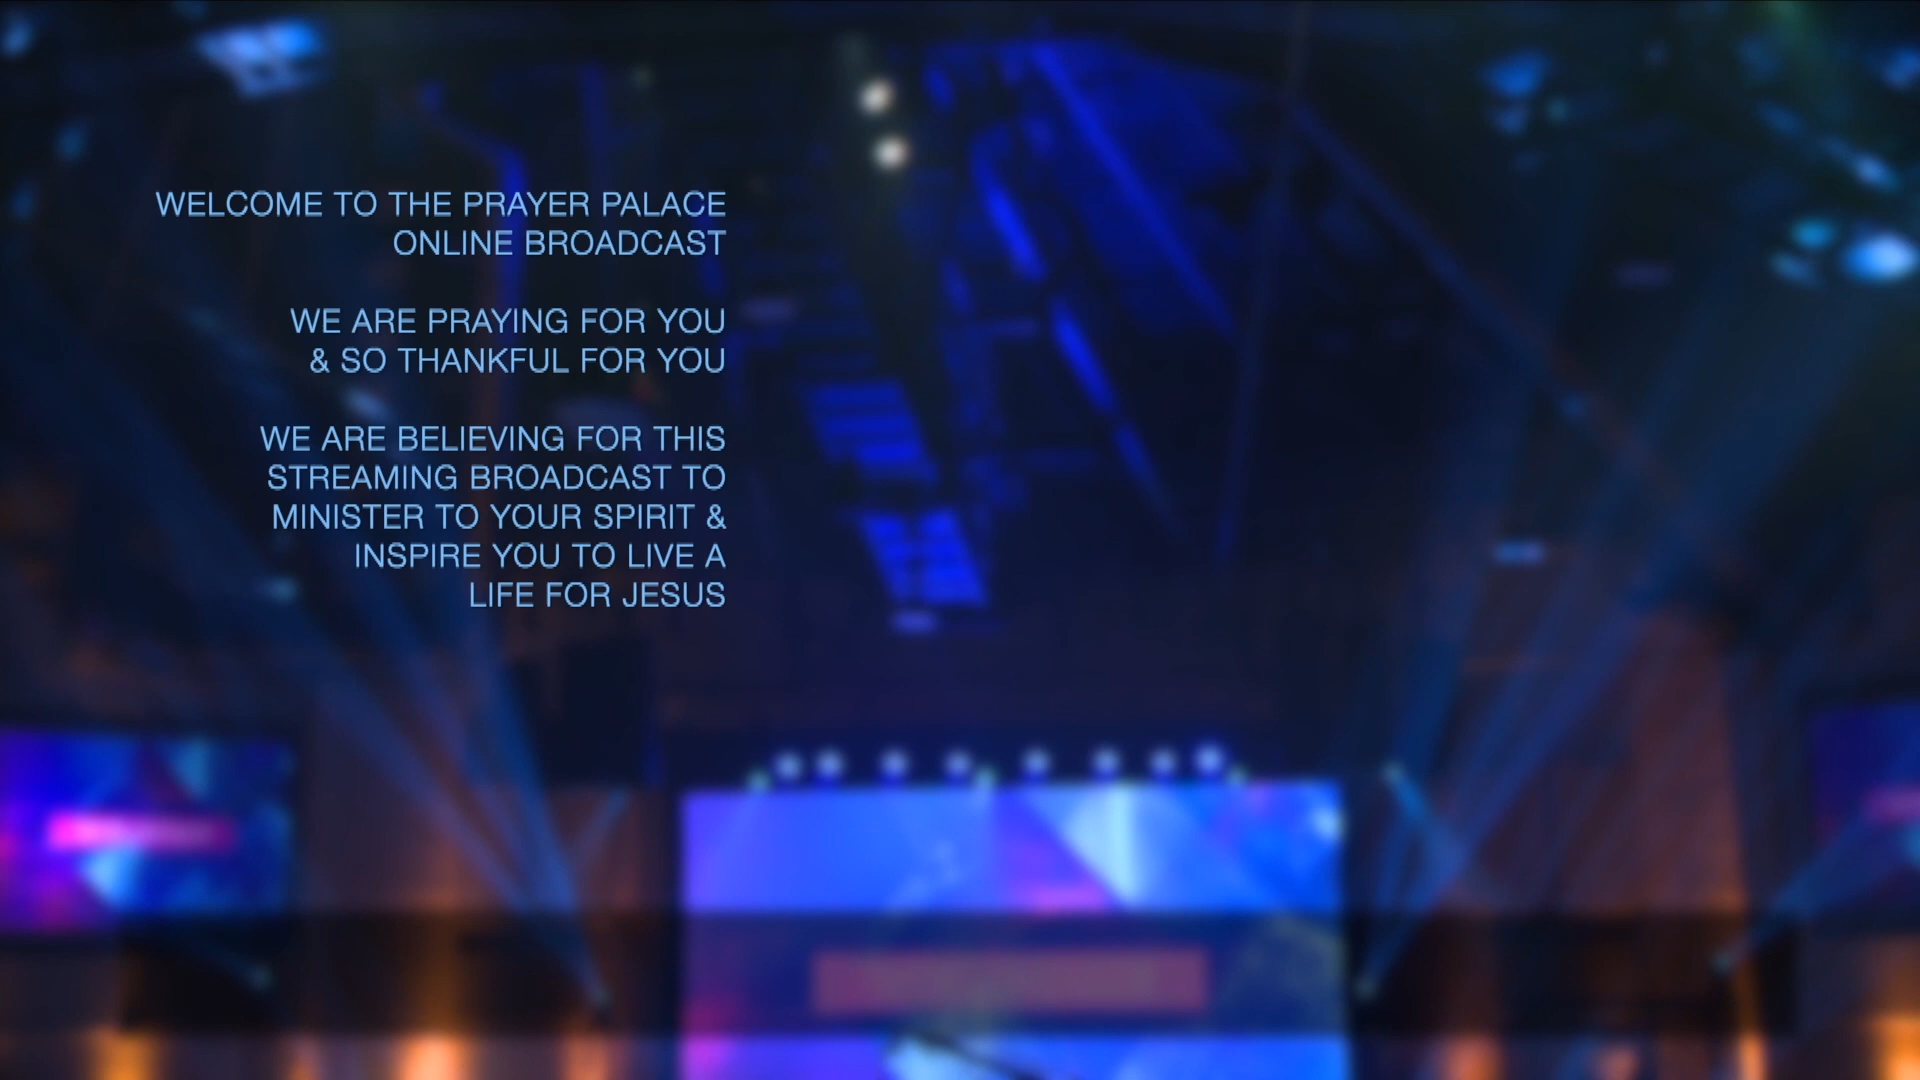 WELCOME TO THE PRAYER PALACE
ONLINE BROADCAST
WE ARE PRAYING FOR YOU
& SO THANKFUL FOR YOU
WE ARE BELIEVING FOR THIS
STREAMING BROADCAST TO
MINISTER TO YOUR SPIRIT &
INSPIRE YOU TO LIVE A
LIFE FOR JESUS